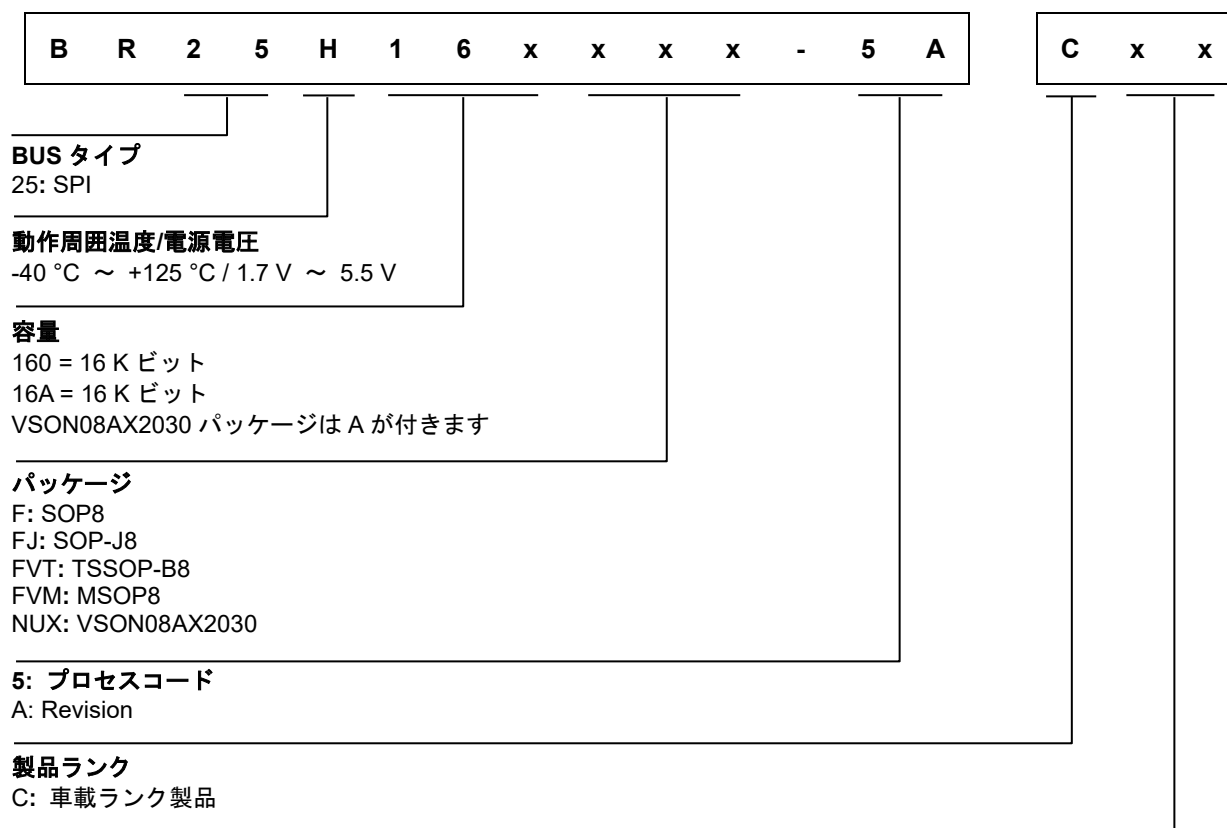 B R 2 5 H 1 6 x x x x - 5 A C x x
BUS タイプ
25: SPI
動作周囲温度/電源電圧
-40 °C ～ +125 °C / 1.7 V ～ 5.5 V
容量
160 = 16 K ビット
16A = 16 K ビット
VSON08AX2030 パッケージは A が付きます
パッケージ
F: SOP8
FJ: SOP-J8
FVT: TSSOP-B8
FVM: MSOP8
NUX: VSON08AX2030
5: プロセスコード
A: Revision
製品ランク
C: 車載ランク製品